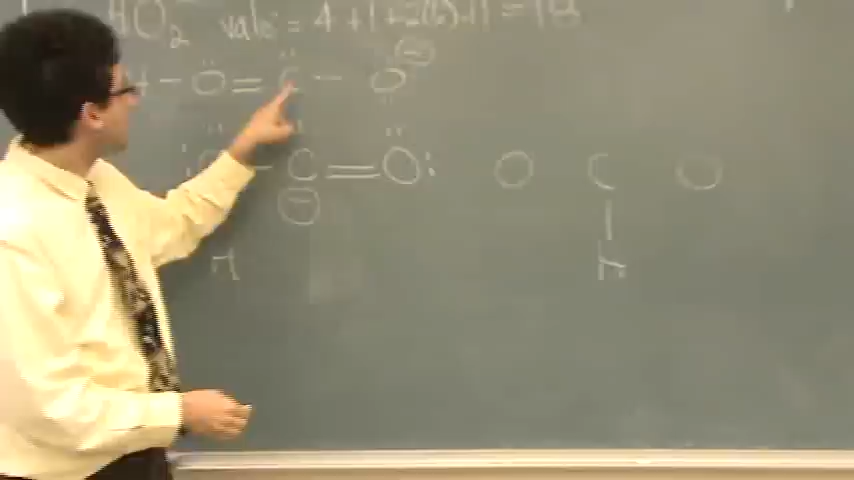 HO₂ vale = 4+1+2(6)+1 = 18
H - Ö = C̈ - O ⊖
:O - C = Ö: O C O
⊖ |
H H